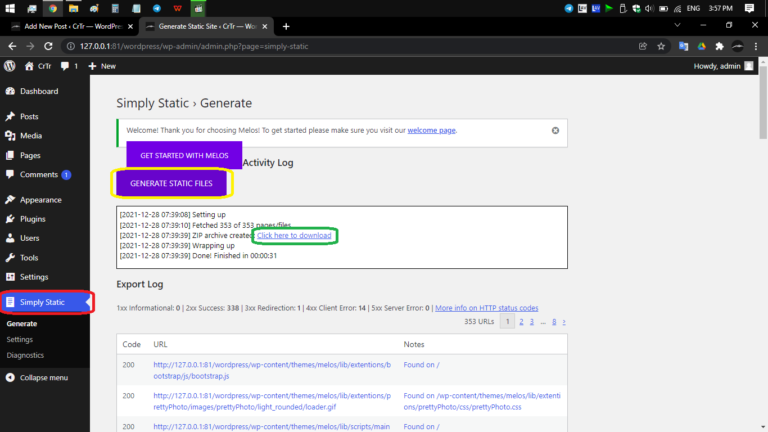 ENG 3:57 PM
Add New Post ‹ CrTr — WordPre
Generate Static Site ‹ CrTr — Wor
127.0.0.1:81/wordpress/wp-admin/admin.php?page=simply-static
CrTr 1 + New Howdy, admin
Dashboard
Posts
Media
Pages
Comments 1
Appearance
Plugins
Users
Tools
Settings
Simply Static
Generate
Settings
Diagnostics
Collapse menu
Simply Static › Generate
Welcome! Thank you for choosing Melos! To get started please make sure you visit our welcome page.
GET STARTED WITH MELOS
Activity Log
GENERATE STATIC FILES
[2021-12-28 07:39:08] Setting up
[2021-12-28 07:39:10] Fetched 353 of 353 pages/files
[2021-12-28 07:39:39] ZIP archive created: Click here to download
[2021-12-28 07:39:39] Wrapping up
[2021-12-28 07:39:39] Done! Finished in 00:00:31
Export Log
1xx Informational: 0 | 2xx Success: 338 | 3xx Redirection: 1 | 4xx Client Error: 14 | 5xx Server Error: 0 | More info on HTTP status codes
353 URLs 1 2 3 ... 8 >
Code URL Notes
200 http://127.0.0.1:81/wordpress/wp-content/themes/melos/lib/extentions/b Found on /
ootstrap/js/bootstrap.js
200 http://127.0.0.1:81/wordpress/wp-content/themes/melos/lib/extentions/p Found on /wordpress/wp-content/themes/melos/lib/extenti
rettyPhoto/images/prettyPhoto/light_rounded/loader.gif ons/prettyPhoto/css/prettyPhoto.css
200 http://127.0.0.1:81/wordpress/wp-content/themes/melos/lib/scripts/main Found on /